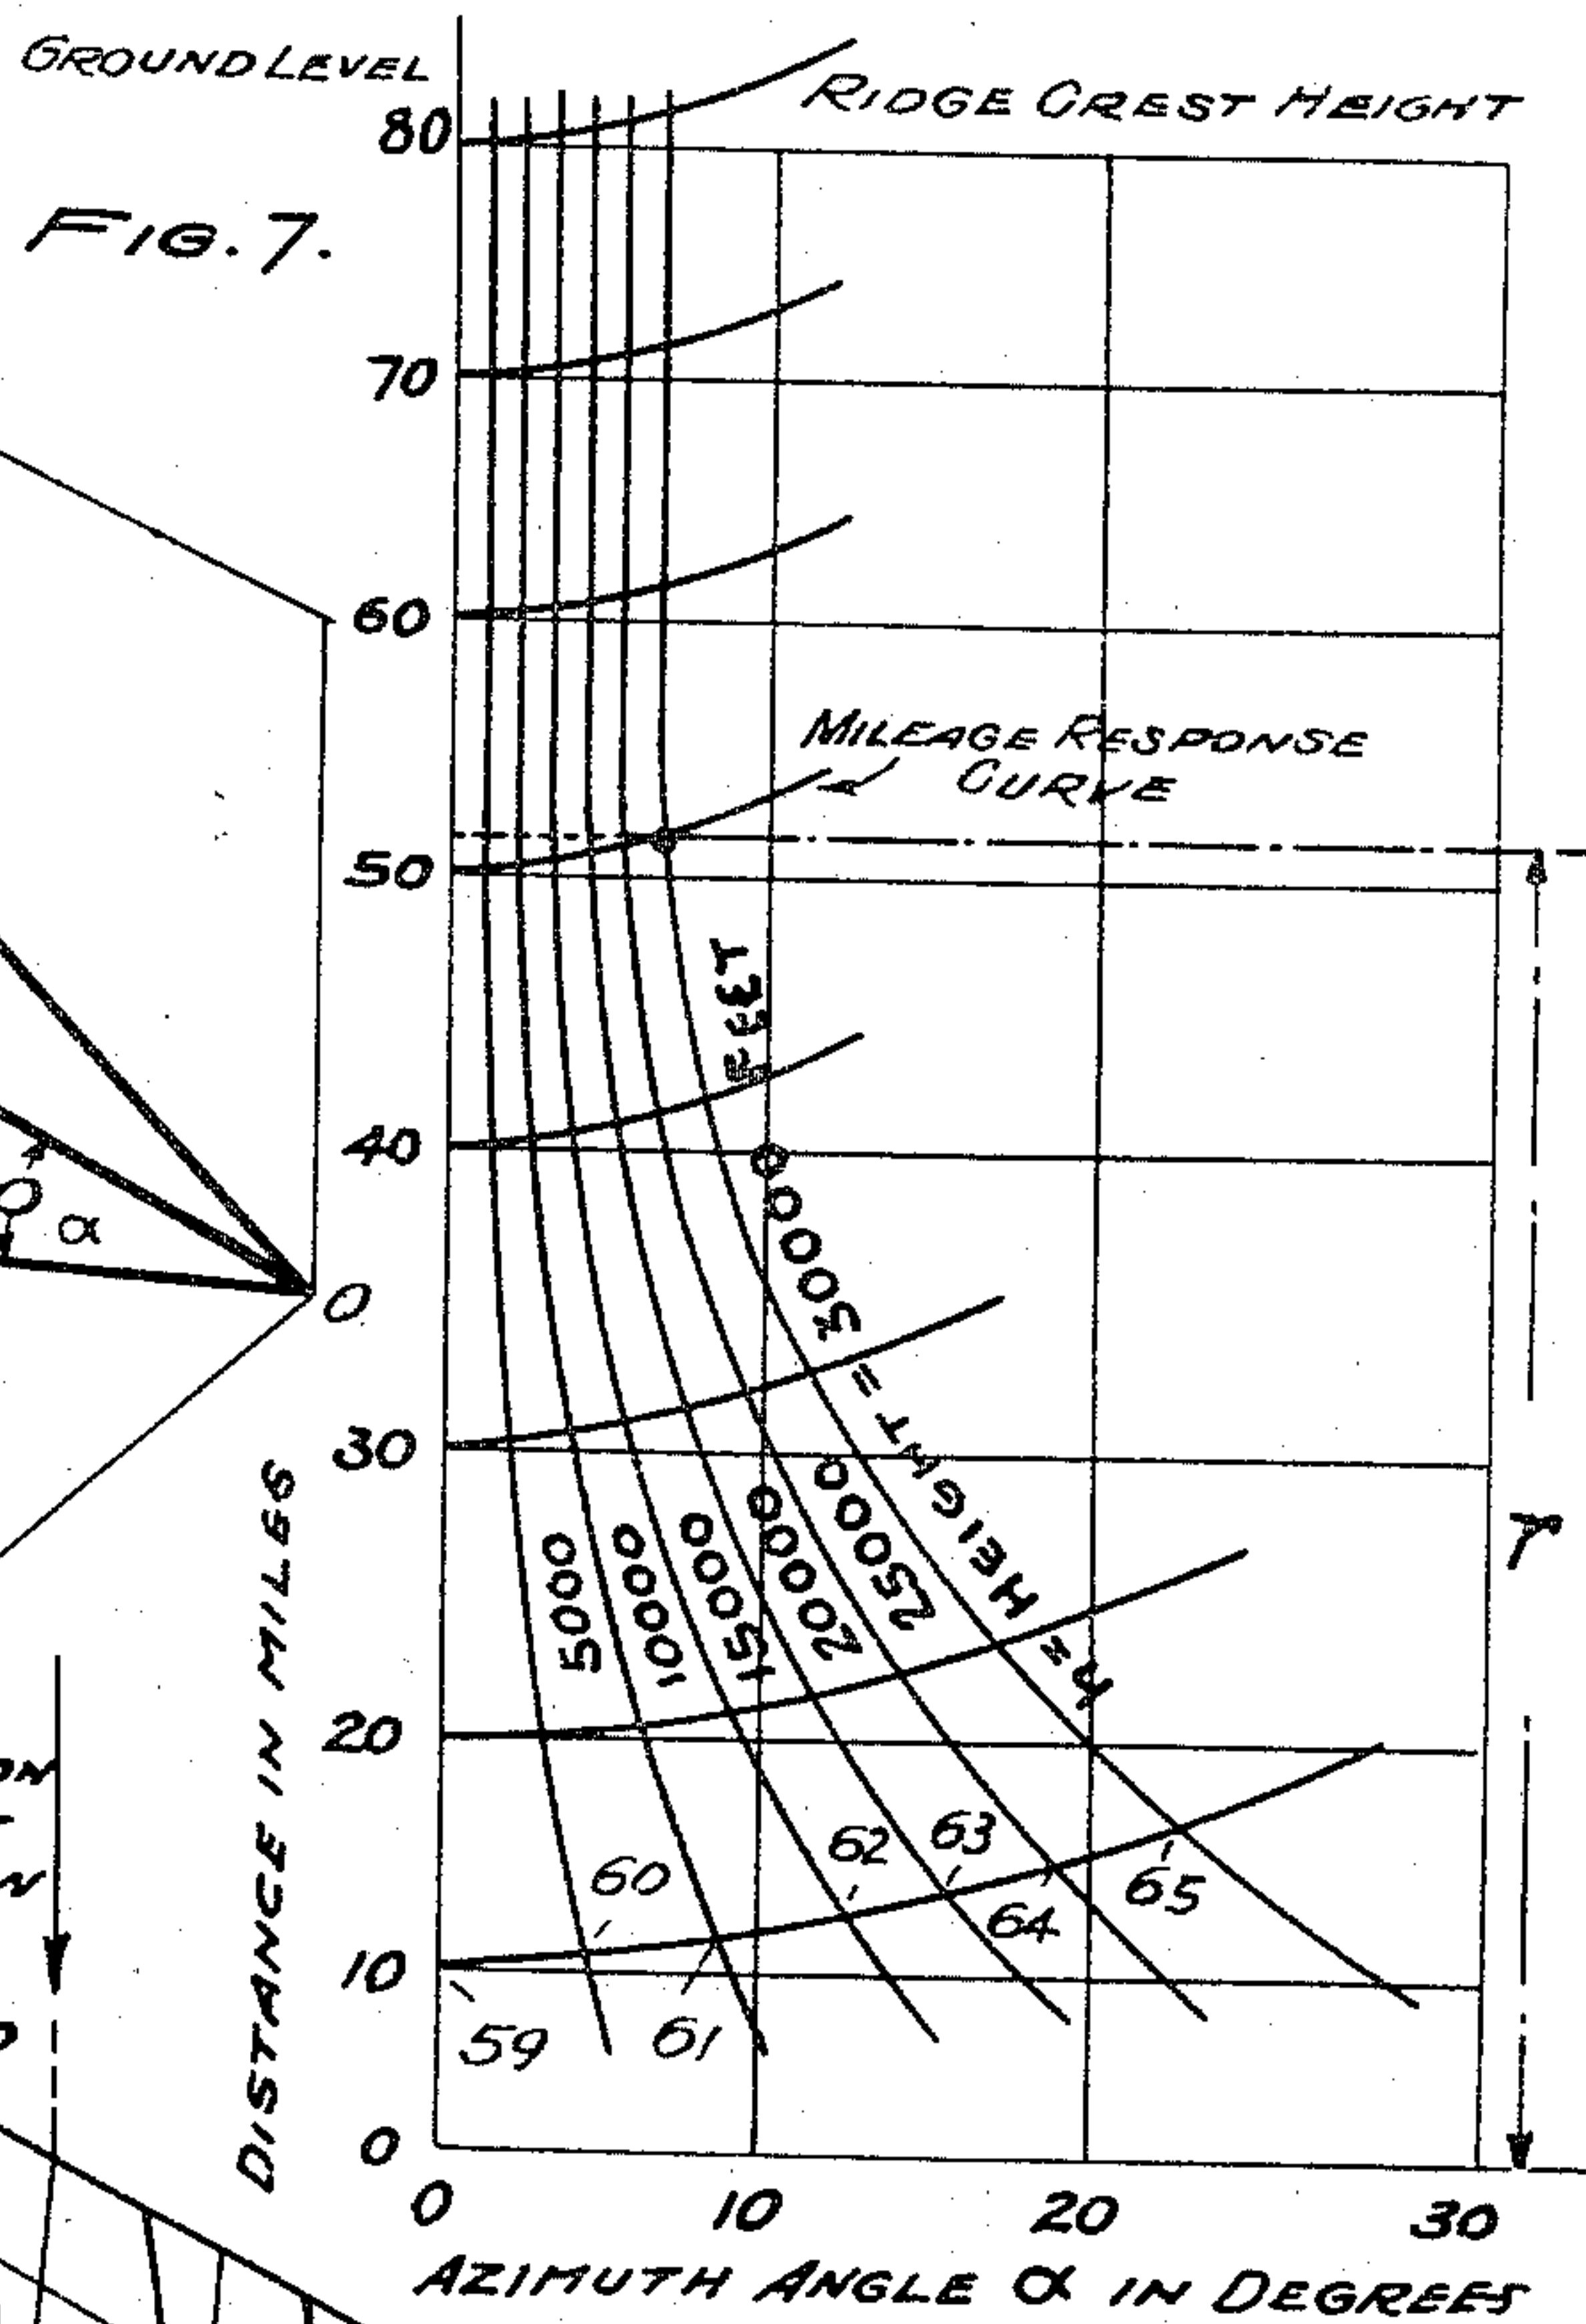 GROUND LEVEL
RIDGE CREST HEIGHT
80
FIG. 7.
70
60
MILEAGE RESPONSE
CURVE
50
40
α
O
30
r
h = HEIGHT = 30000 FEET
5000
10000
15000
20000
25000
20
62
63
60
65
64
10
59
61
0
DISTANCE IN MILES
0
10
20
30
AZIMUTH ANGLE α IN DEGREES